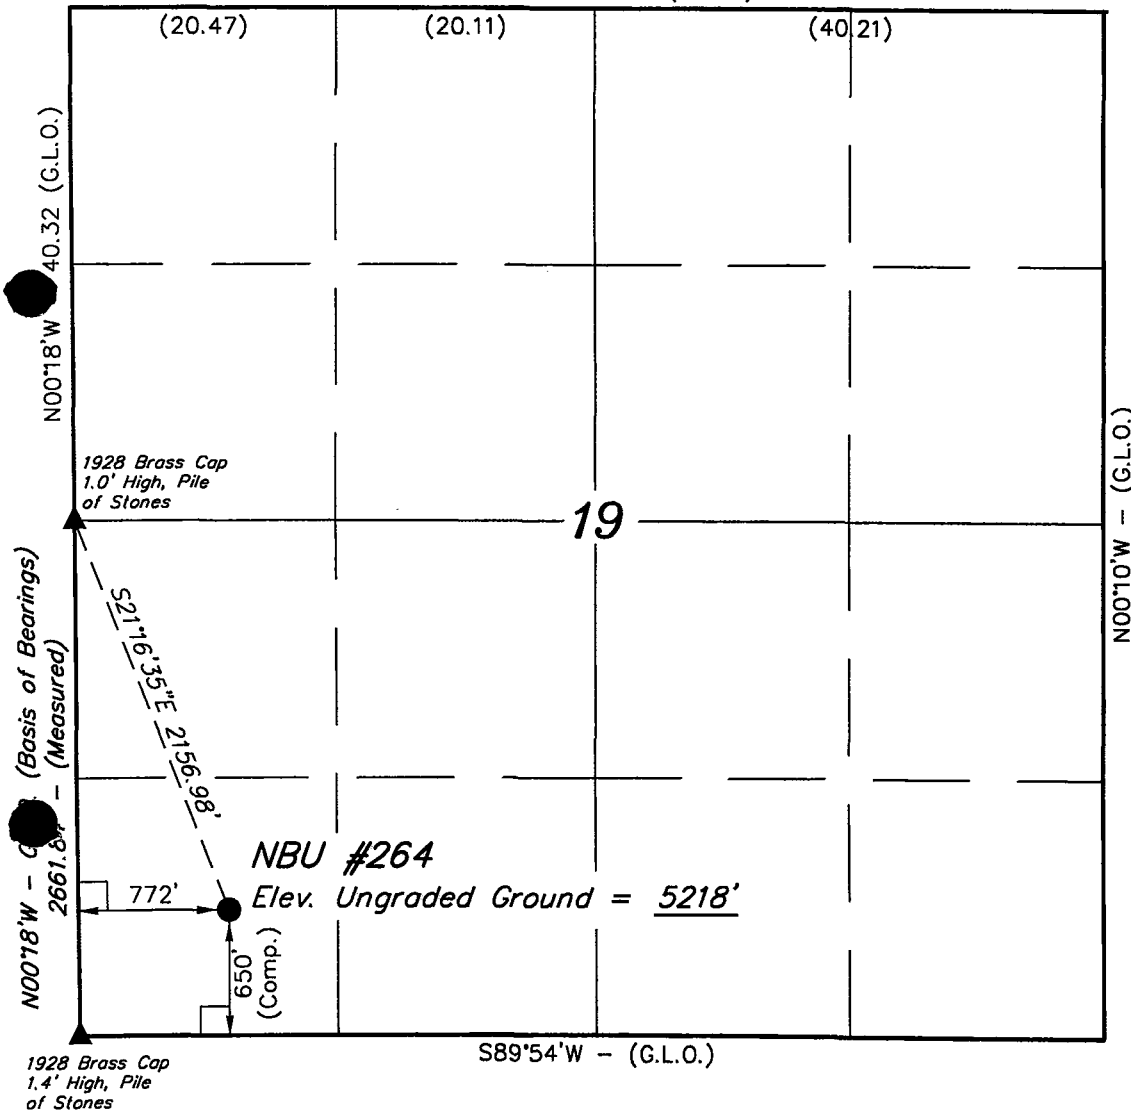 (20.47)
(20.11)
(40.21)
N00°18'W
40.32 (G.L.O.)
1928 Brass Cap
1.0' High, Pile
of Stones
19
N00°10'W – (G.L.O.)
S21°16'35"E 2156.98'
N00°18'W –
(Basis of Bearings)
– (Measured)
NBU #264
Elev. Ungraded Ground = 5218'
772'
650'
(Comp.)
S89°54'W – (G.L.O.)
1928 Brass Cap
1.4' High, Pile
of Stones